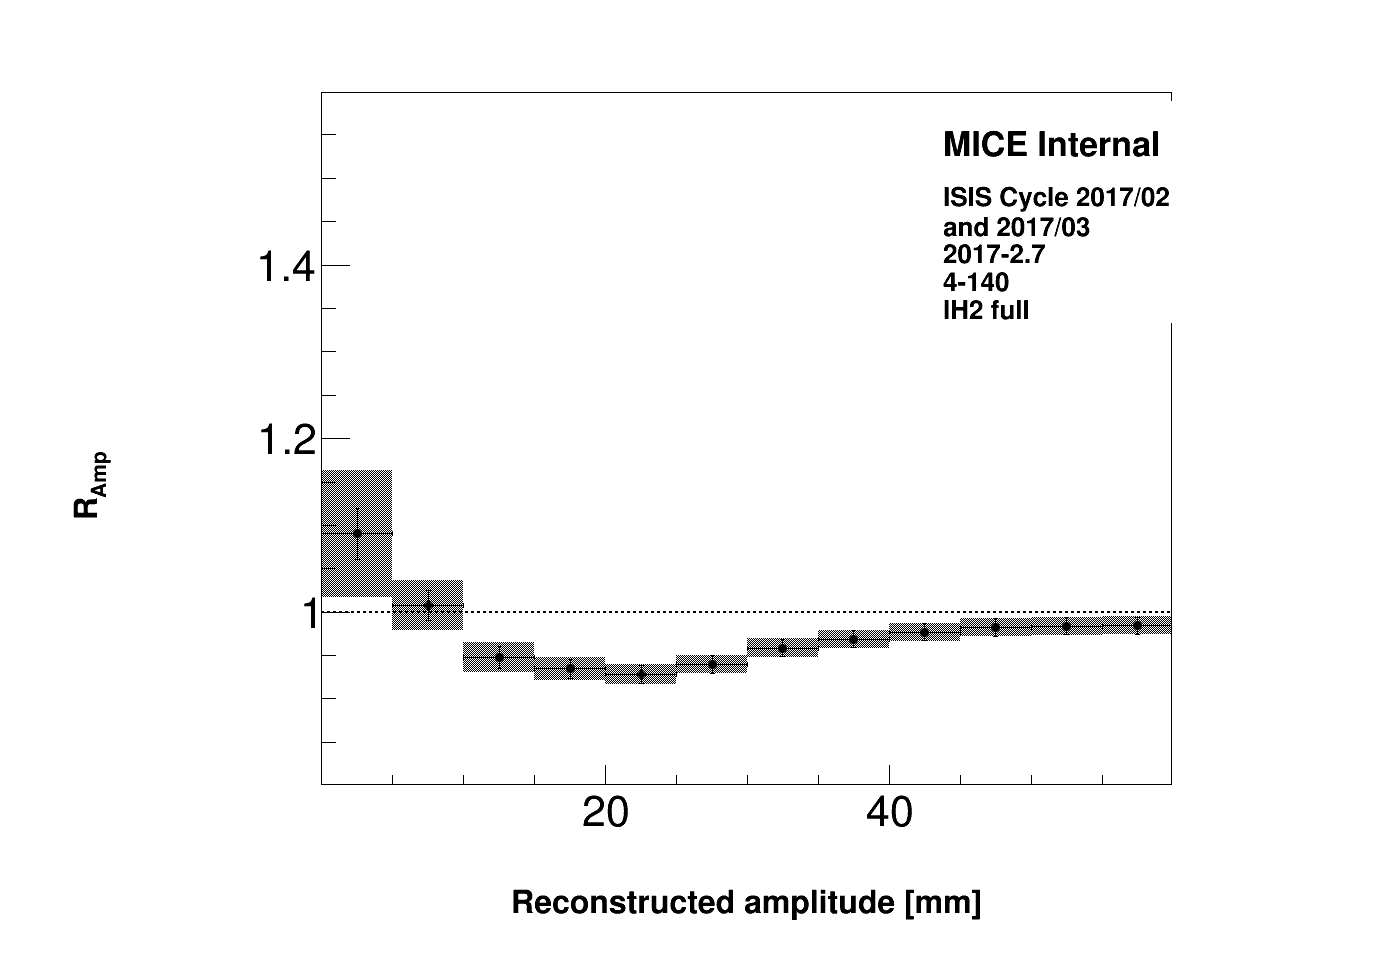 MICE Internal
ISIS Cycle 2017/02
and 2017/03
2017-2.7
4-140
IH2 full
1.4
1.2
1
R_Amp
20
40
Reconstructed amplitude [mm]